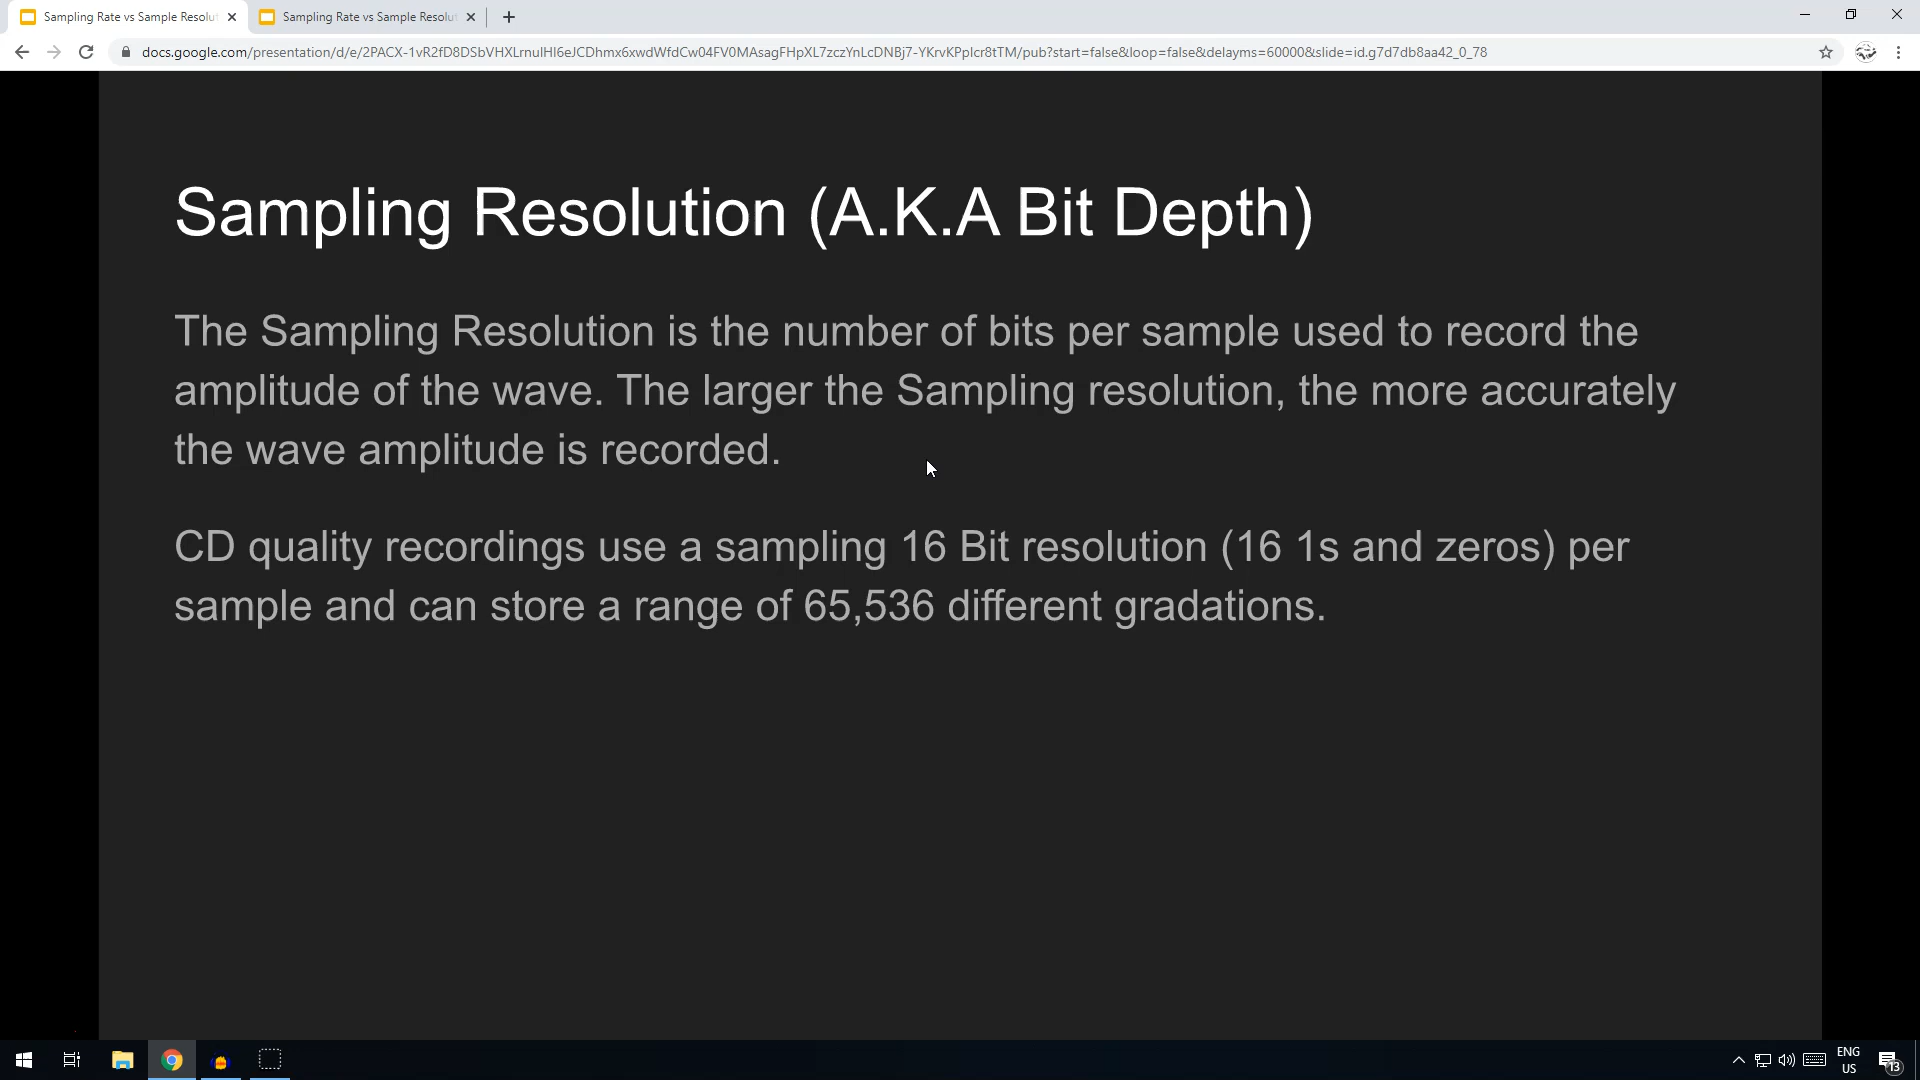 Sampling Rate vs Sample Resolut
Sampling Rate vs Sample Resolut
docs.google.com/presentation/d/e/2PACX-1vR2fD8DSbVHXLrnulHl6eJCDhmx6xwdWfdCw04FV0MAsagFHpXL7zczYnLcDNBj7-YKrvKPplcr8tTM/pub?start=false&loop=false&delayms=60000&slide=id.g7d7db8aa42_0_78
Sampling Resolution (A.K.A Bit Depth)
The Sampling Resolution is the number of bits per sample used to record the
amplitude of the wave. The larger the Sampling resolution, the more accurately
the wave amplitude is recorded.
CD quality recordings use a sampling 16 Bit resolution (16 1s and zeros) per
sample and can store a range of 65,536 different gradations.
ENG
US
13